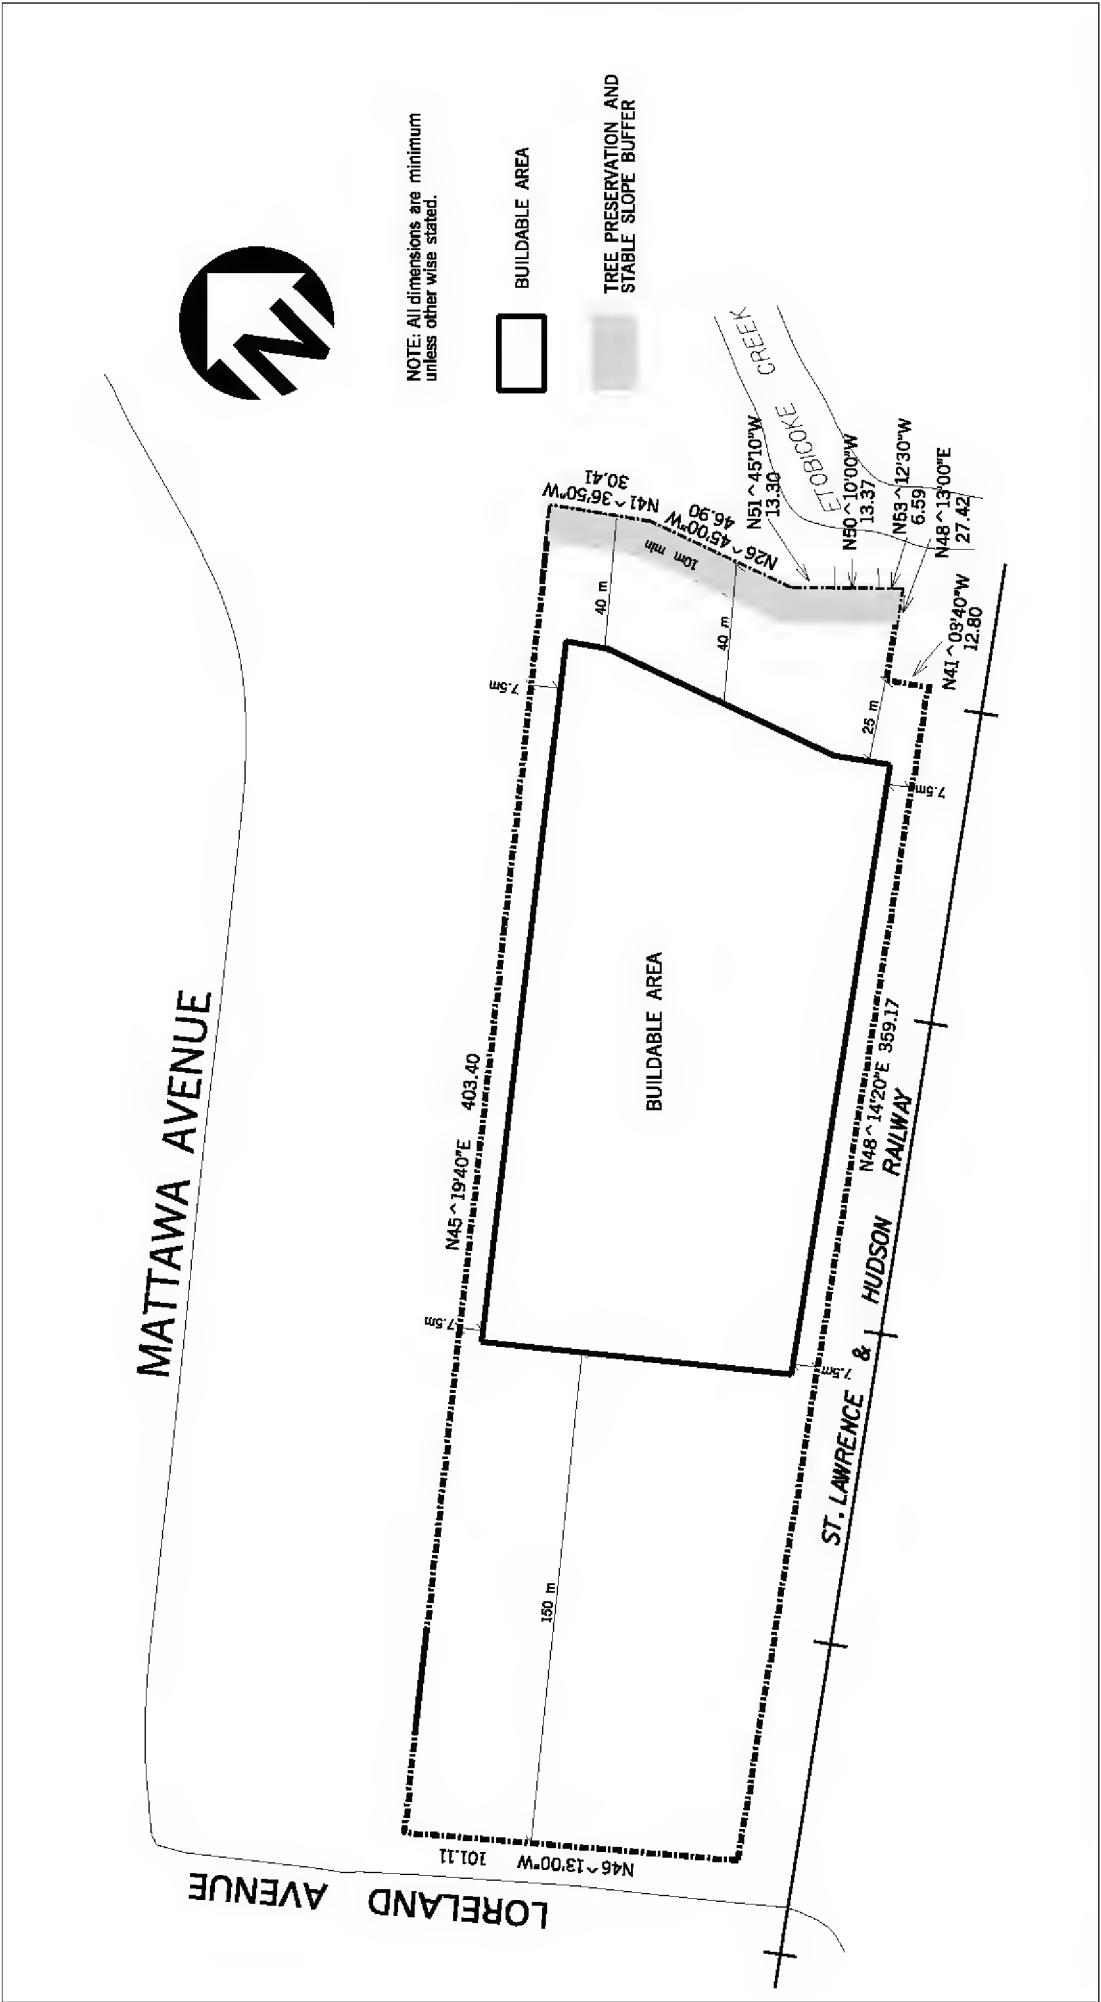 MATTAWA AVENUE
N
NOTE: All dimensions are minimum
unless other wise stated.
BUILDABLE AREA
TREE PRESERVATION AND
STABLE SLOPE BUFFER
LORELAND AVENUE
N46^13'00"W 101.11
N45^19'40"E 403.40
7.5m
7.5m
150 m
BUILDABLE AREA
40 m
40 m
10m min
N41^36'50"W
30.41
N26^45'00"W
46.90
N51^45'10"W
13.30
ETOBICOKE CREEK
N50^10'00"W
13.37
N53^12'30"W
6.59
N48^13'00"E
27.42
N41^03'40"W
12.80
25 m
7.5m
7.5m
N48^14'20"E 359.17
ST. LAWRENCE & HUDSON RAILWAY